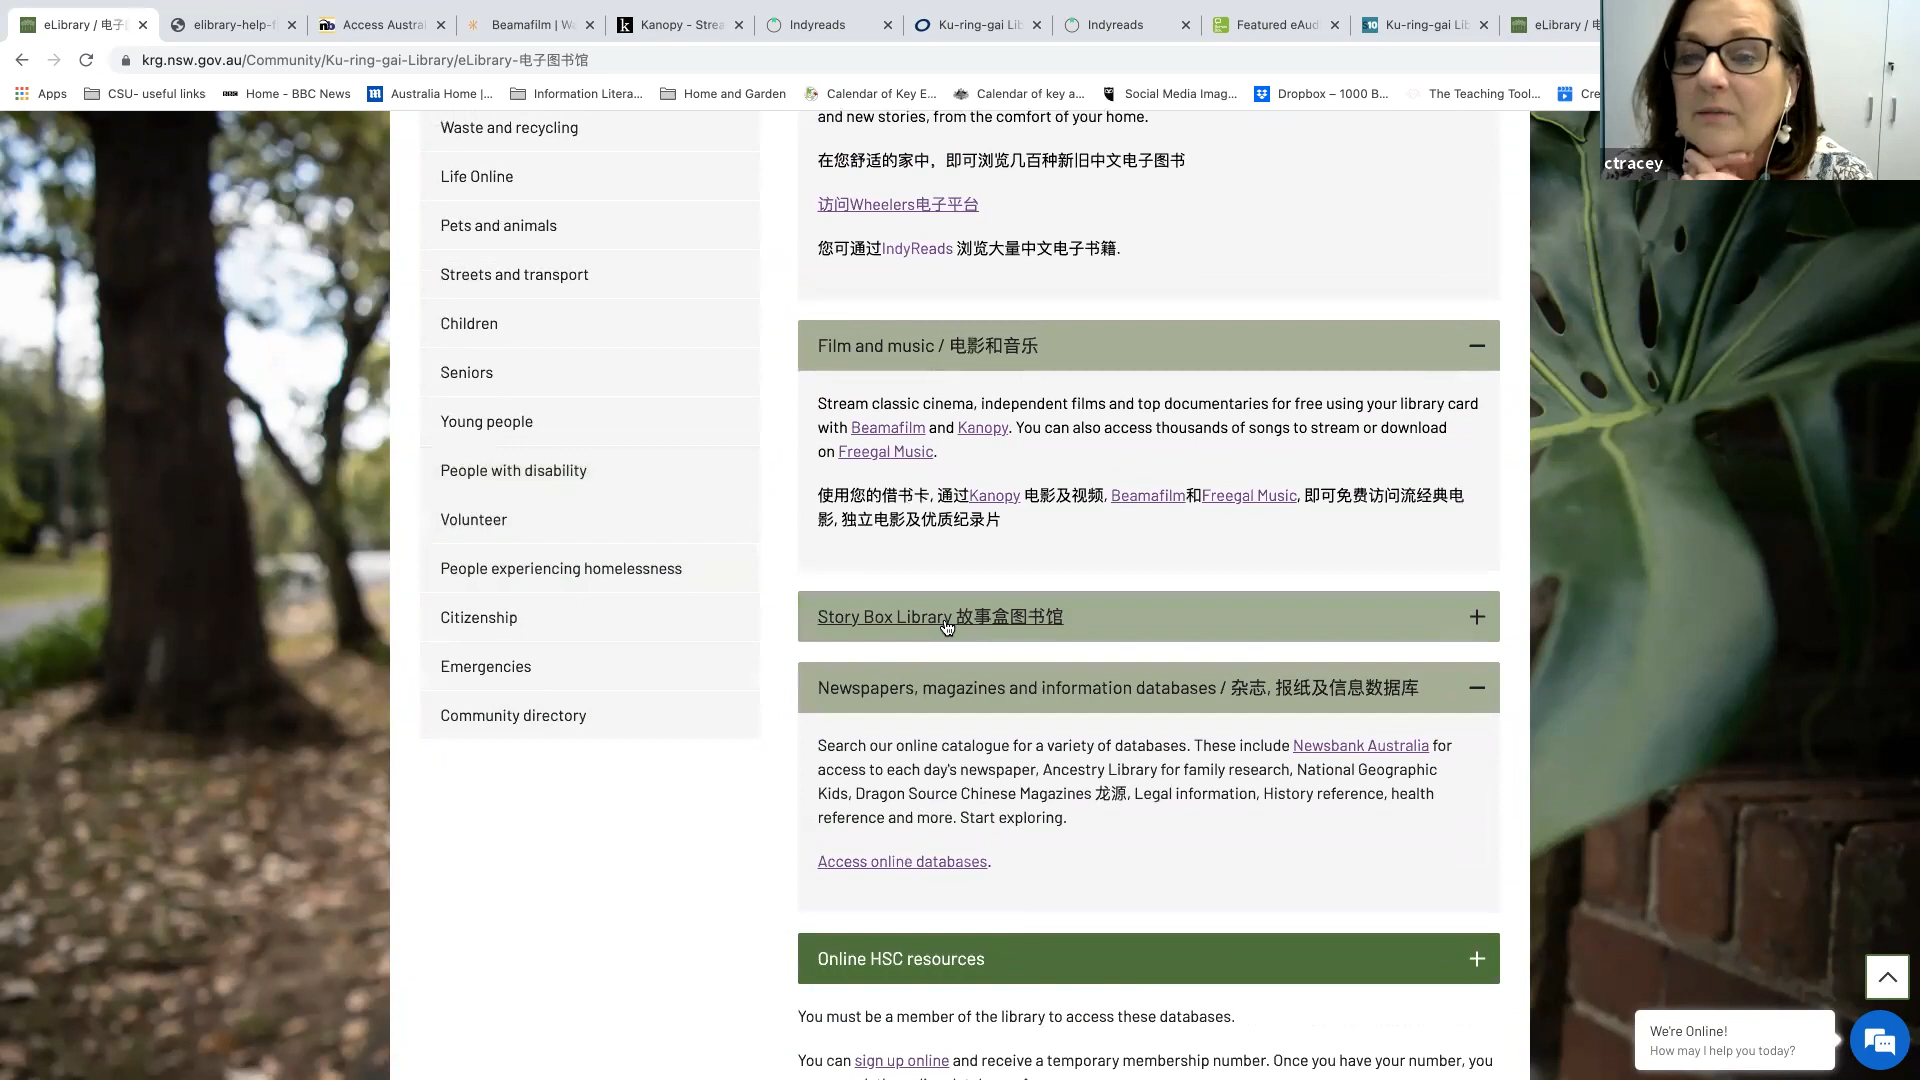 eLibrary / 电子
elibrary-help-f
Access Austral
Beamafilm | Wa
Kanopy - Strea
Indyreads
Ku-ring-gai Lib
Indyreads
Featured eAud
Ku-ring-gai Lib
eLibrary / 电
krg.nsw.gov.au/Community/Ku-ring-gai-Library/eLibrary-电子图书馆
Apps
CSU- useful links
Home - BBC News
Australia Home |...
Information Litera...
Home and Garden
Calendar of Key E...
Calendar of key a...
Social Media Imag...
Dropbox – 1000 B...
The Teaching Tool...
Cre
ctracey
Waste and recycling
Life Online
Pets and animals
Streets and transport
Children
Seniors
Young people
People with disability
Volunteer
People experiencing homelessness
Citizenship
Emergencies
Community directory
and new stories, from the comfort of your home.
在您舒适的家中，即可浏览几百种新旧中文电子图书
访问Wheelers电子平台
您可通过IndyReads 浏览大量中文电子书籍.
Film and music / 电影和音乐
Stream classic cinema, independent films and top documentaries for free using your library card
with Beamafilm and Kanopy. You can also access thousands of songs to stream or download
on Freegal Music.
使用您的借书卡, 通过Kanopy 电影及视频, Beamafilm和Freegal Music, 即可免费访问流经典电
影, 独立电影及优质纪录片
Story Box Library 故事盒图书馆
Newspapers, magazines and information databases / 杂志, 报纸及信息数据库
Search our online catalogue for a variety of databases. These include Newsbank Australia for
access to each day's newspaper, Ancestry Library for family research, National Geographic
Kids, Dragon Source Chinese Magazines 龙源, Legal information, History reference, health
reference and more. Start exploring.
Access online databases.
Online HSC resources
You must be a member of the library to access these databases.
You can sign up online and receive a temporary membership number. Once you have your number, you
We're Online!
How may I help you today?